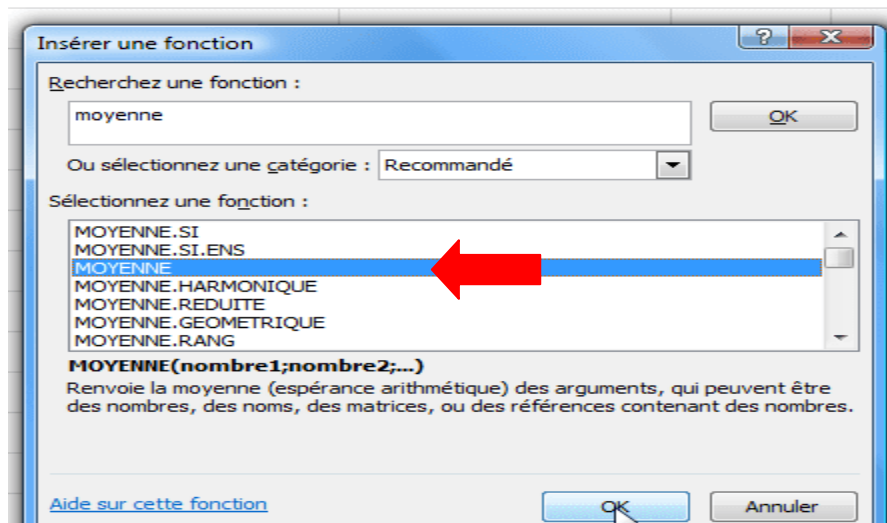 Insérer une fonction
Recherchez une fonction :
moyenne
OK
Ou sélectionnez une catégorie : Recommandé
Sélectionnez une fonction :
MOYENNE.SI
MOYENNE.SI.ENS
MOYENNE
MOYENNE.HARMONIQUE
MOYENNE.REDUITE
MOYENNE.GEOMETRIQUE
MOYENNE.RANG
MOYENNE(nombre1;nombre2;...)
Renvoie la moyenne (espérance arithmétique) des arguments, qui peuvent être
des nombres, des noms, des matrices, ou des références contenant des nombres.
Aide sur cette fonction
OK
Annuler